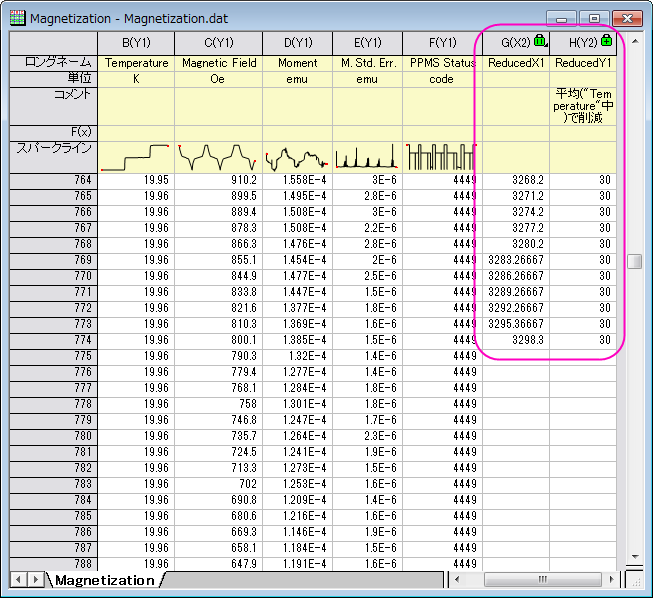 Magnetization - Magnetization.dat
B(Y1) C(Y1) D(Y1) E(Y1) F(Y1) G(X2) H(Y2)
ロングネーム Temperature Magnetic Field Moment M. Std. Err. PPMS Status ReducedX1 ReducedY1
単位 K Oe emu emu code
コメント 平均("Tem
perature"中
)で削減
F(x)
スパークライン
764 19.95 910.2 1.558E-4 3E-6 4449 3268.2 30
765 19.96 899.5 1.495E-4 2.8E-6 4449 3271.2 30
766 19.96 889.4 1.508E-4 3E-6 4449 3274.2 30
767 19.96 878.3 1.508E-4 2.2E-6 4449 3277.2 30
768 19.96 866.3 1.476E-4 2.8E-6 4449 3280.2 30
769 19.96 855.1 1.454E-4 2E-6 4449 3283.26667 30
770 19.96 844.9 1.477E-4 2.5E-6 4449 3286.26667 30
771 19.96 833.8 1.447E-4 1.5E-6 4449 3289.26667 30
772 19.96 821.6 1.377E-4 1.8E-6 4449 3292.26667 30
773 19.96 810.3 1.369E-4 1.6E-6 4449 3295.36667 30
774 19.96 800.1 1.385E-4 1.5E-6 4449 3298.3 30
775 19.96 790.3 1.32E-4 1.4E-6 4449
776 19.96 779.4 1.277E-4 1.4E-6 4449
777 19.96 768.1 1.284E-4 1.8E-6 4449
778 19.96 758 1.301E-4 1.8E-6 4449
779 19.96 746.8 1.247E-4 1.7E-6 4449
780 19.96 735.7 1.264E-4 2.3E-6 4449
781 19.96 724.5 1.241E-4 1.9E-6 4449
782 19.96 713.3 1.273E-4 1.5E-6 4449
783 19.96 702 1.253E-4 1.6E-6 4449
784 19.96 690.8 1.209E-4 1.4E-6 4449
785 19.96 680.6 1.216E-4 1.6E-6 4449
786 19.96 669.3 1.146E-4 1.9E-6 4449
787 19.96 658.1 1.184E-4 1.5E-6 4449
788 19.96 647.9 1.191E-4 1.6E-6 4449
Magnetization